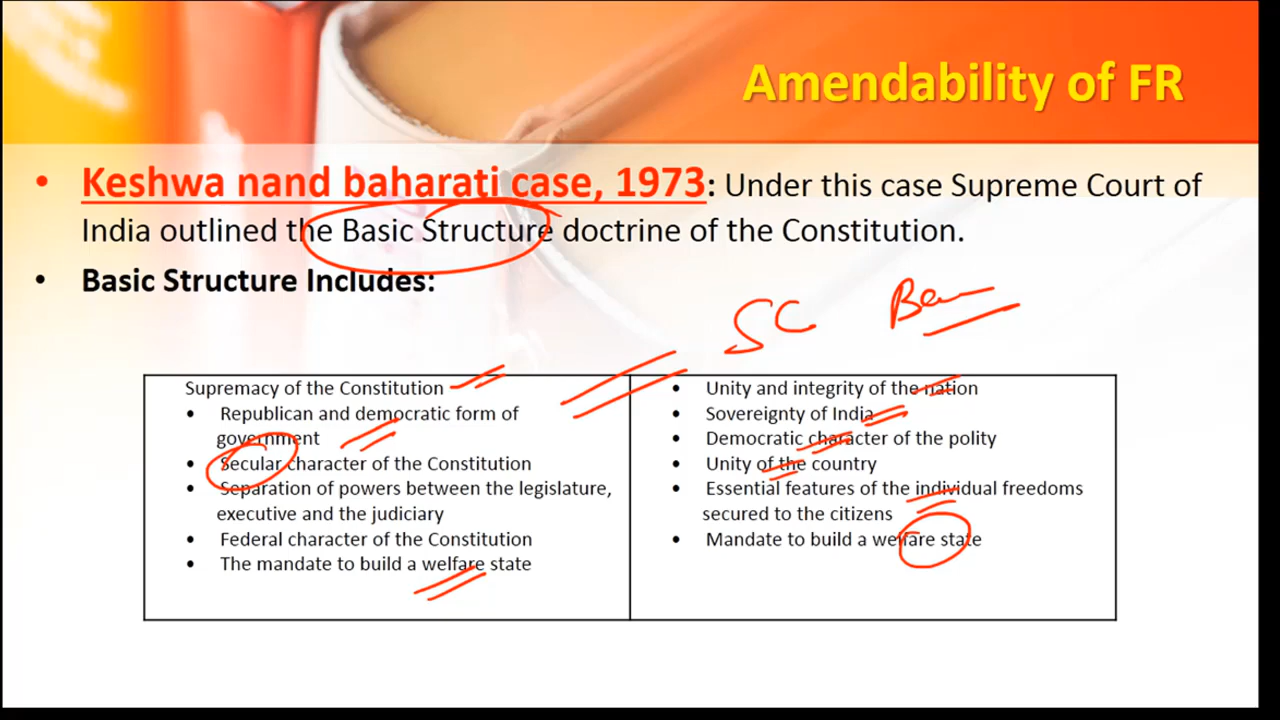 Amendability of FR
• Keshwa nand baharati case, 1973: Under this case Supreme Court of
India outlined the Basic Structure doctrine of the Constitution.
• Basic Structure Includes:
SC
Supremacy of the Constitution
• Republican and democratic form of
government
• Secular character of the Constitution
• Separation of powers between the legislature,
executive and the judiciary
• Federal character of the Constitution
• The mandate to build a welfare state
• Unity and integrity of the nation
• Sovereignty of India
• Democratic character of the polity
• Unity of the country
• Essential features of the individual freedoms
secured to the citizens
• Mandate to build a welfare state